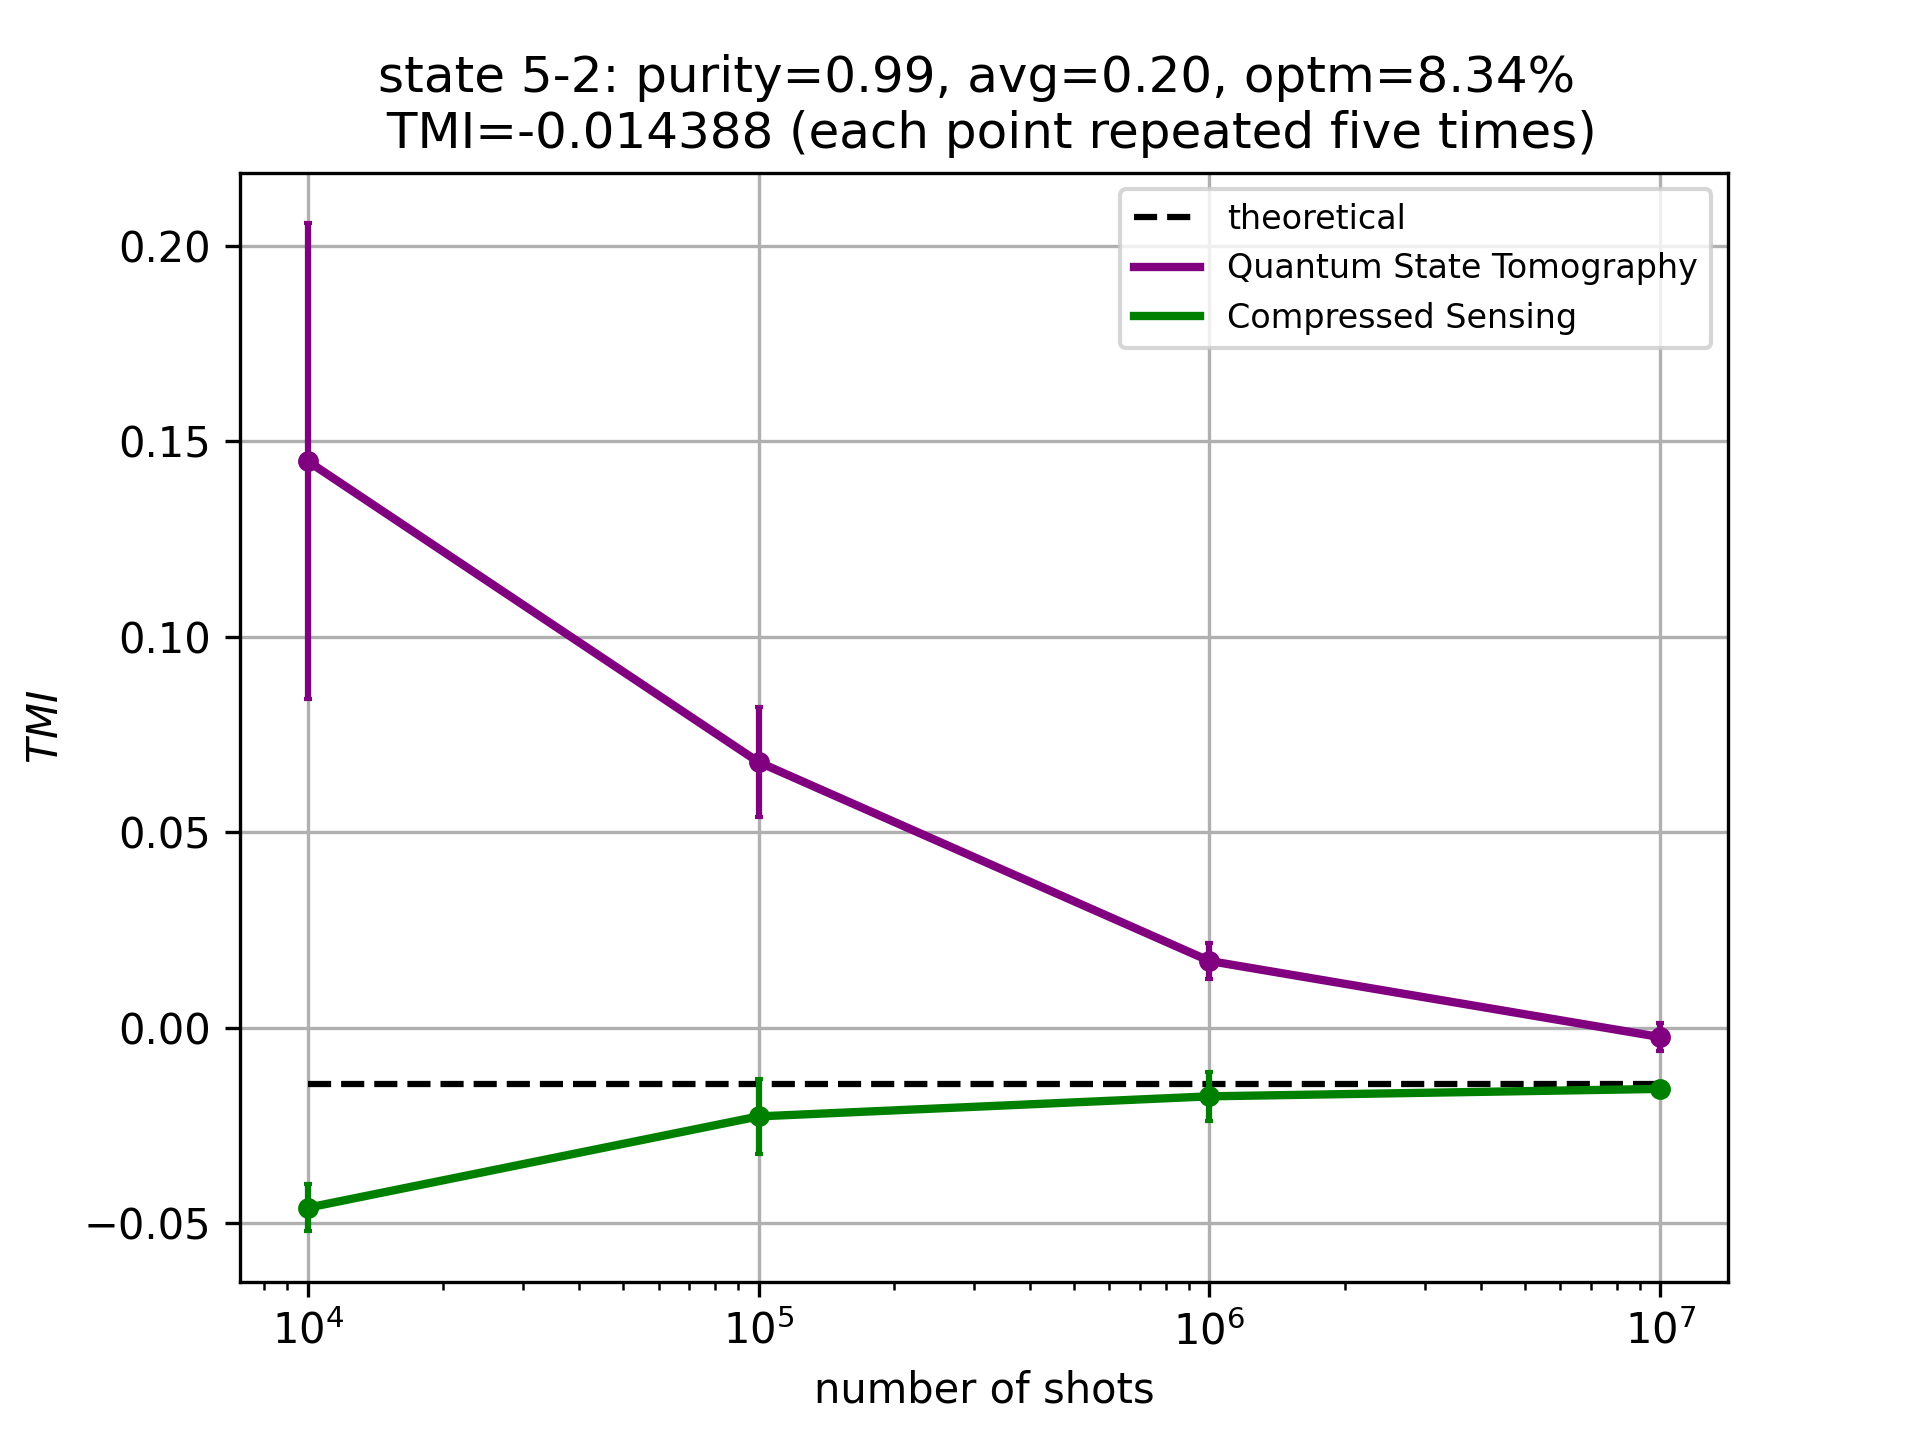 state 5-2: purity=0.99, avg=0.20, optm=8.34%
TMI=-0.014388 (each point repeated five times)
theoretical
Quantum State Tomography
Compressed Sensing
0.20
0.15
0.10
0.05
0.00
−0.05
TMI
10⁴ 10⁵ 10⁶ 10⁷
number of shots